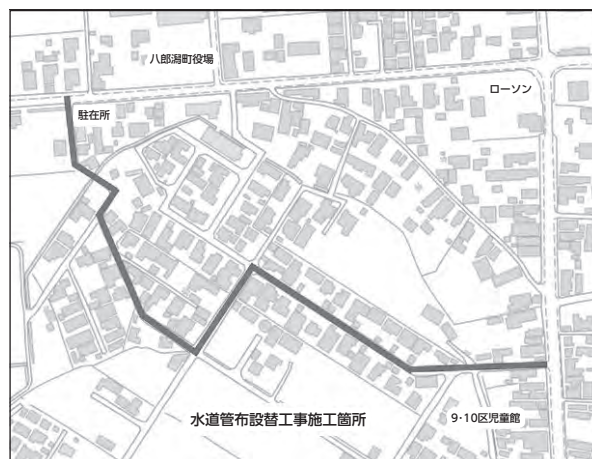 八郎潟町役場
ローソン
駐在所
水道管布設替工事施工箇所
9・10区児童館